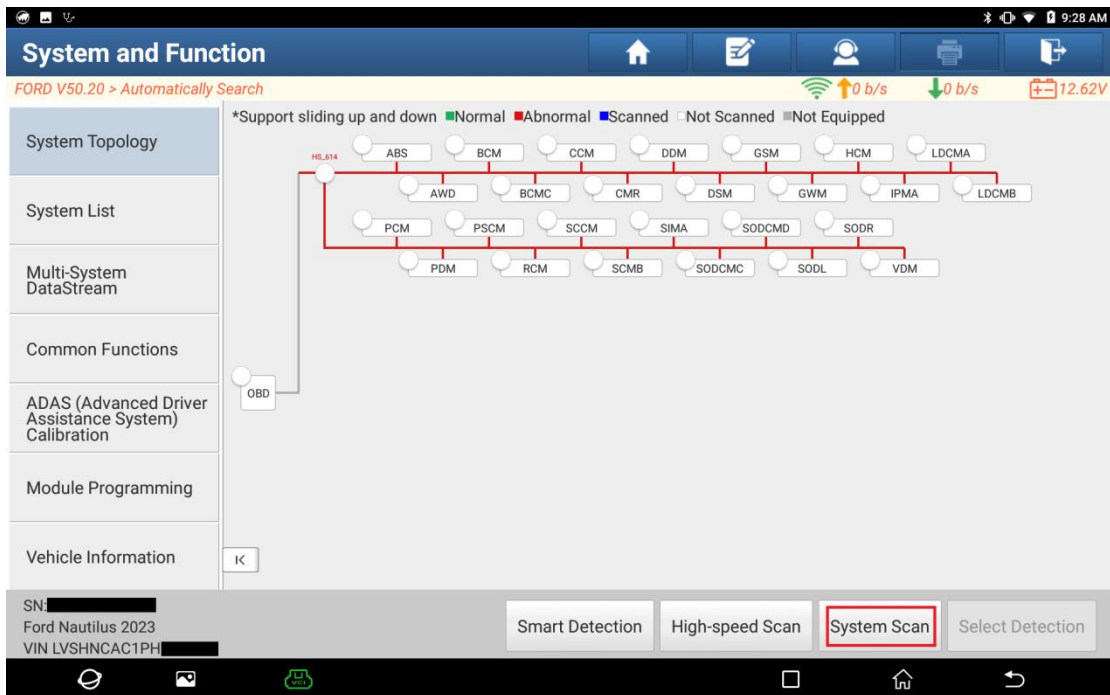 9:28 AM
System and Function
FORD V50.20 > Automatically Search
0 b/s
0 b/s
12.62V
*Support sliding up and down Normal Abnormal Scanned Not Scanned Not Equipped
System Topology
System List
Multi-System
DataStream
Common Functions
ADAS (Advanced Driver
Assistance System)
Calibration
Module Programming
Vehicle Information
HS_614
ABS BCM CCM DDM GSM HCM LDCMA
AWD BCMC CMR DSM GWM IPMA LDCMB
PCM PSCM SCCM SIMA SODCMD SODR
PDM RCM SCMB SODCMC SODL VDM
OBD
SN:
Ford Nautilus 2023
VIN LVSHNCAC1PH
Smart Detection
High-speed Scan
System Scan
Select Detection
VCI